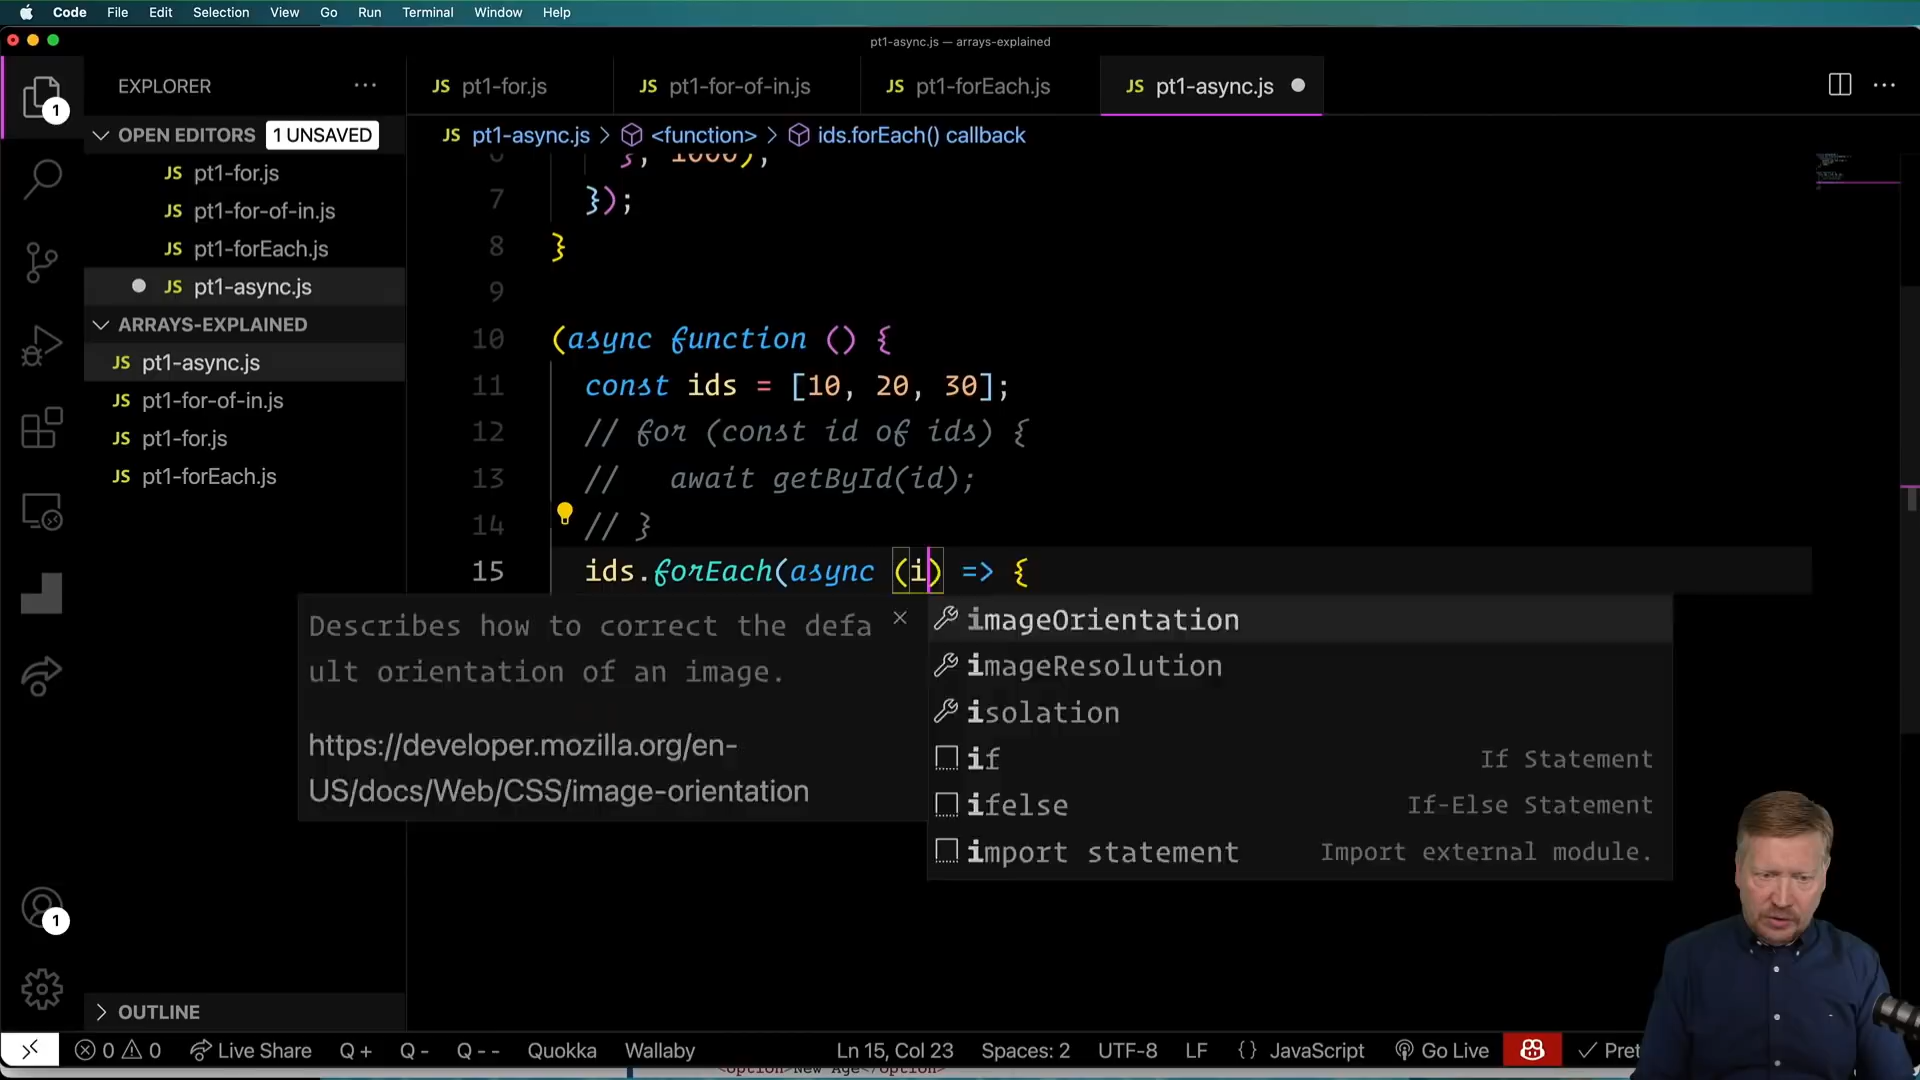 Code File Edit Selection View Go Run Terminal Window Help
pt1-async.js — arrays-explained
EXPLORER
JS pt1-for.js
JS pt1-for-of-in.js
JS pt1-forEach.js
JS pt1-async.js
1
OPEN EDITORS 1 UNSAVED
JS pt1-for.js
JS pt1-for-of-in.js
JS pt1-forEach.js
JS pt1-async.js
ARRAYS-EXPLAINED
JS pt1-async.js
JS pt1-for-of-in.js
JS pt1-for.js
JS pt1-forEach.js
JS pt1-async.js > <function> > ids.forEach() callback
6 }, 1000);
7 });
8 }
9
10 (async function () {
11 const ids = [10, 20, 30];
12 // for (const id of ids) {
13 // await getById(id);
14 // }
15 ids.forEach(async (i) => {
Describes how to correct the defa
ult orientation of an image.
https://developer.mozilla.org/en-
US/docs/Web/CSS/image-orientation
imageOrientation
imageResolution
isolation
if If Statement
ifelse If-Else Statement
import statement Import external module.
1
OUTLINE
0 0 Live Share Q + Q - Q - - Quokka Wallaby Ln 15, Col 23 Spaces: 2 UTF-8 LF {} JavaScript Go Live Pret
<option>New Age</option>